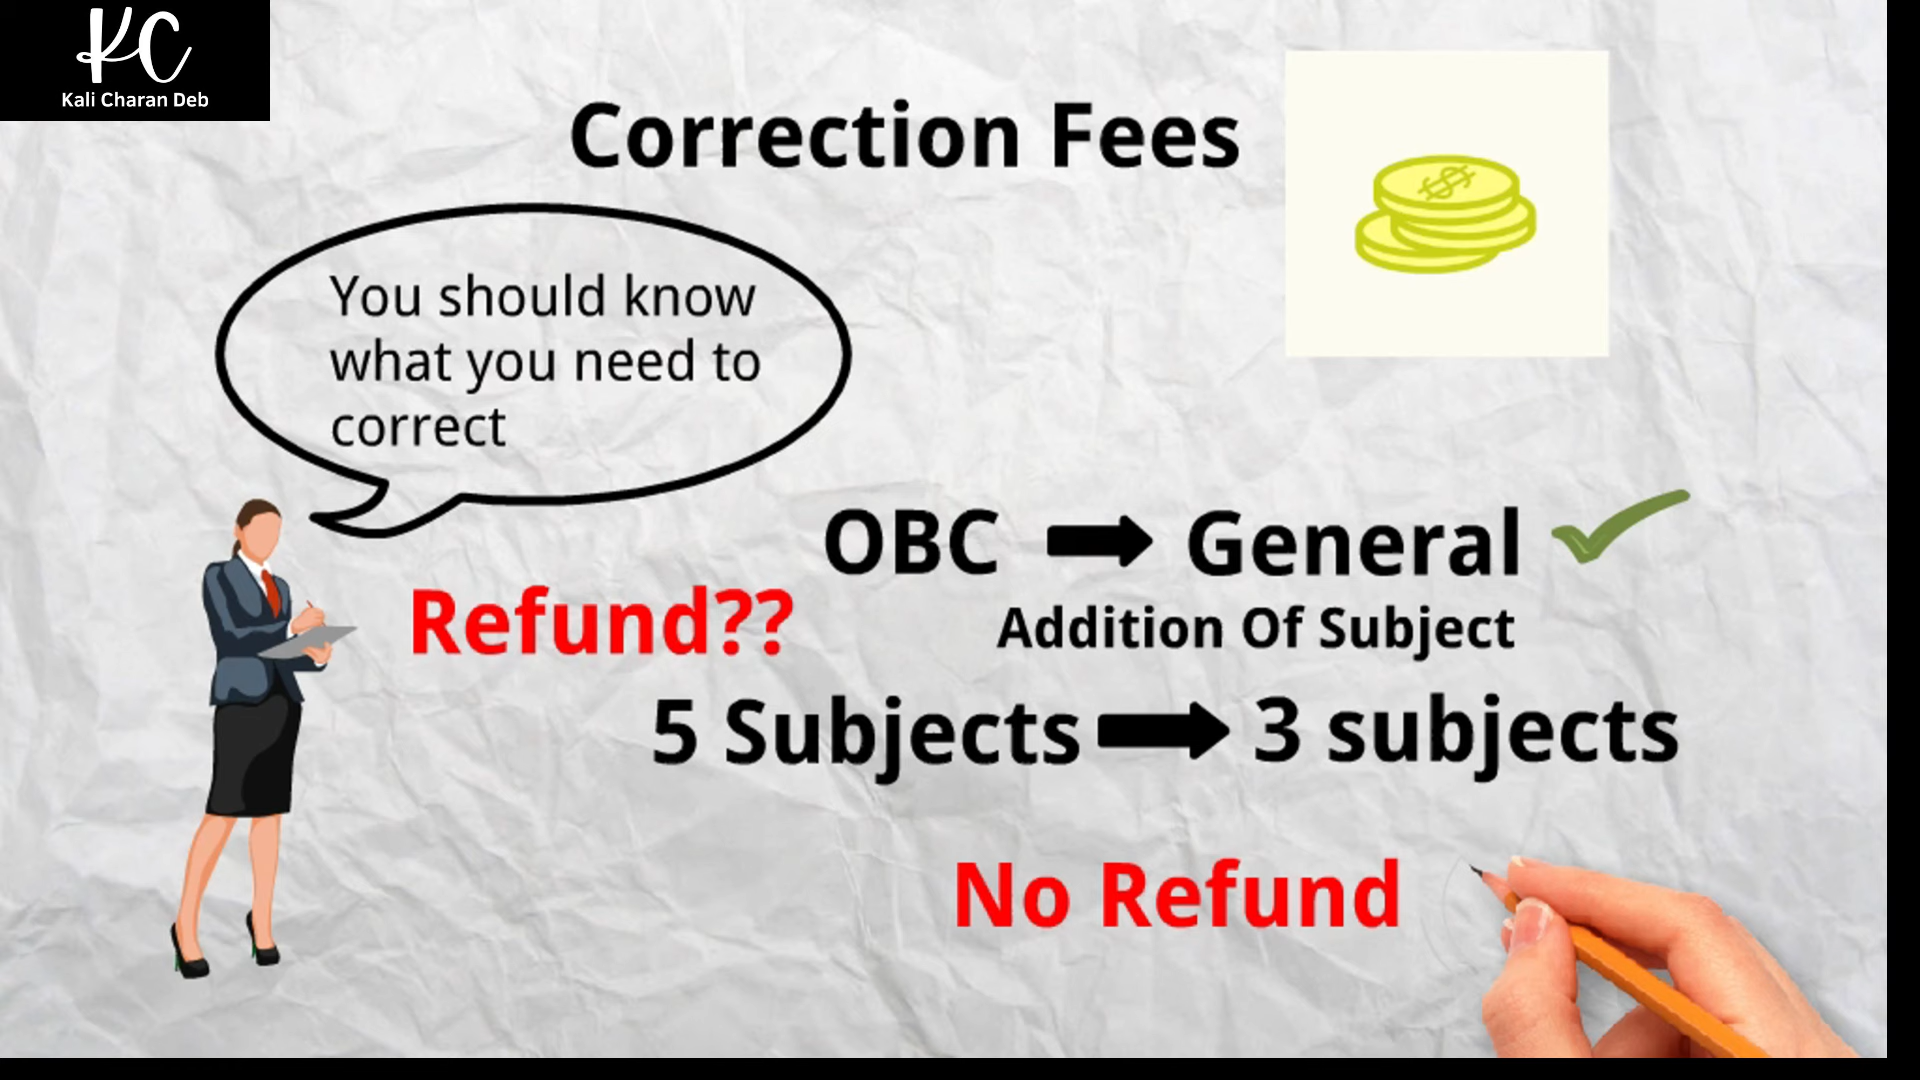 KC
Kali Charan Deb
Correction Fees
You should know
what you need to
correct
OBC General
Refund??
Addition Of Subject
5 Subjects 3 subjects
No Refund